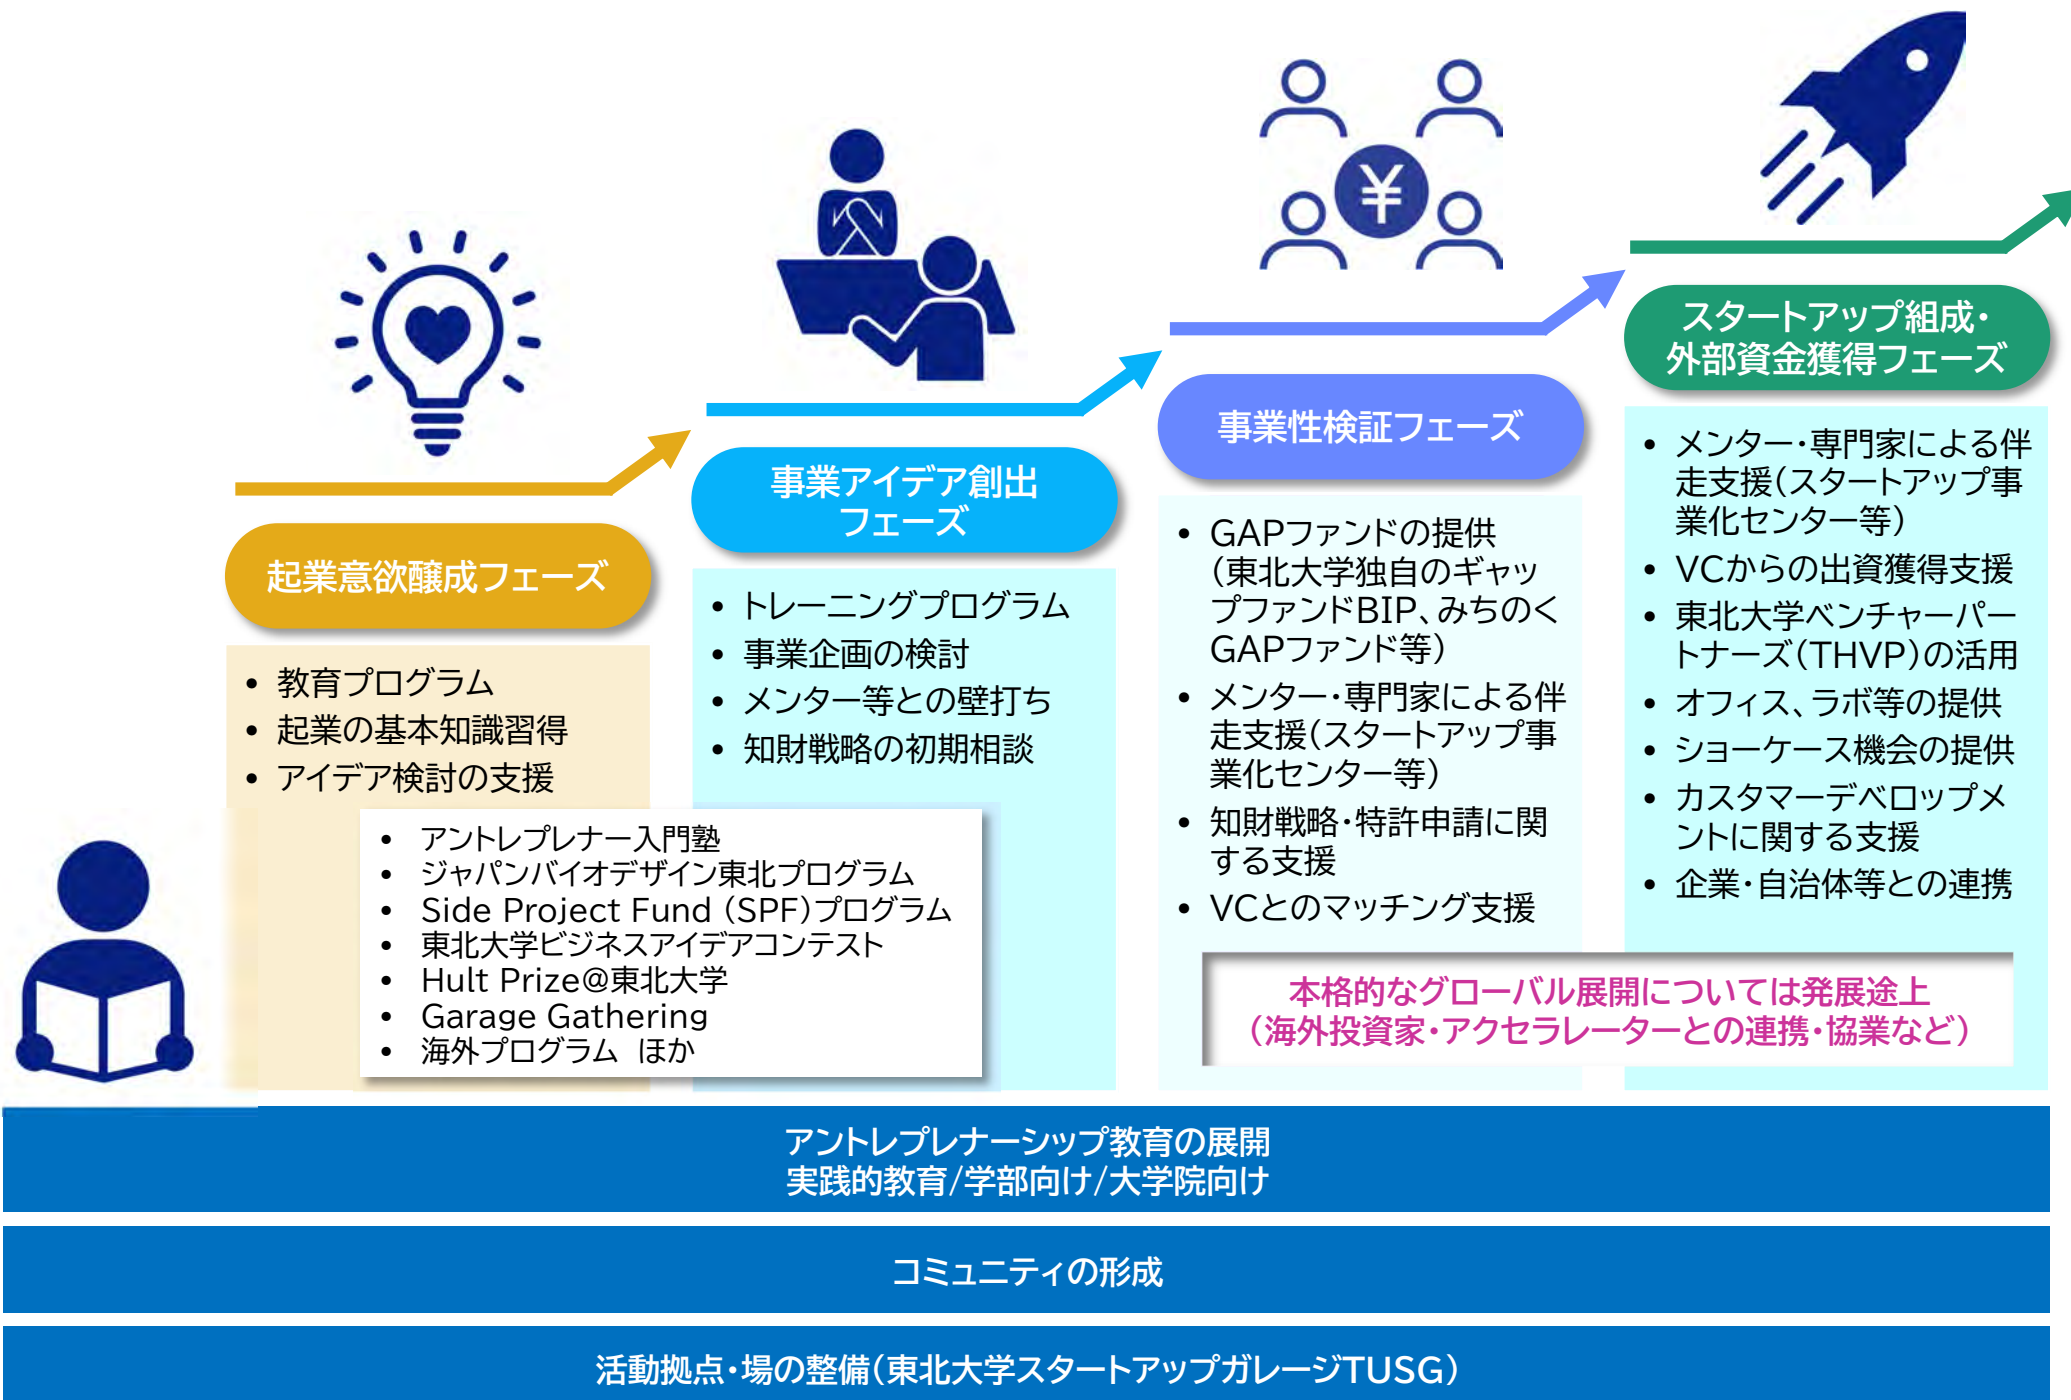 ¥
起業意欲醸成フェーズ
• 教育プログラム
• 起業の基本知識習得
• アイデア検討の支援
事業アイデア創出
フェーズ
• トレーニングプログラム
• 事業企画の検討
• メンター等との壁打ち
• 知財戦略の初期相談
• アントレプレナー入門塾
• ジャパンバイオデザイン東北プログラム
• Side Project Fund (SPF)プログラム
• 東北大学ビジネスアイデアコンテスト
• Hult Prize@東北大学
• Garage Gathering
• 海外プログラム ほか
事業性検証フェーズ
• GAPファンドの提供
（東北大学独自のギャッ
プファンドBIP、みちのく
GAPファンド等）
• メンター・専門家による伴
走支援（スタートアップ事
業化センター等）
• 知財戦略・特許申請に関
する支援
• VCとのマッチング支援
スタートアップ組成・
外部資金獲得フェーズ
• メンター・専門家による伴
走支援（スタートアップ事
業化センター等）
• VCからの出資獲得支援
• 東北大学ベンチャーパー
トナーズ（THVP）の活用
• オフィス、ラボ等の提供
• ショーケース機会の提供
• カスタマーデベロップメ
ントに関する支援
• 企業・自治体等との連携
本格的なグローバル展開については発展途上
（海外投資家・アクセラレーターとの連携・協業など）
アントレプレナーシップ教育の展開
実践的教育/学部向け/大学院向け
コミュニティの形成
活動拠点・場の整備（東北大学スタートアップガレージTUSG）